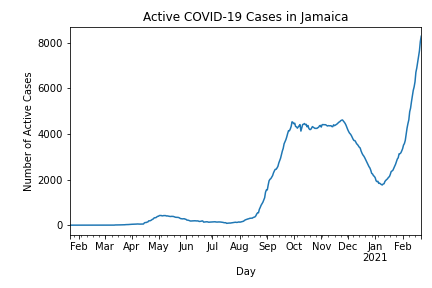 Active COVID-19 Cases in Jamaica
Number of Active Cases
8000
6000
4000
2000
0
Feb Mar Apr May Jun Jul Aug Sep Oct Nov Dec Jan Feb
2021
Day